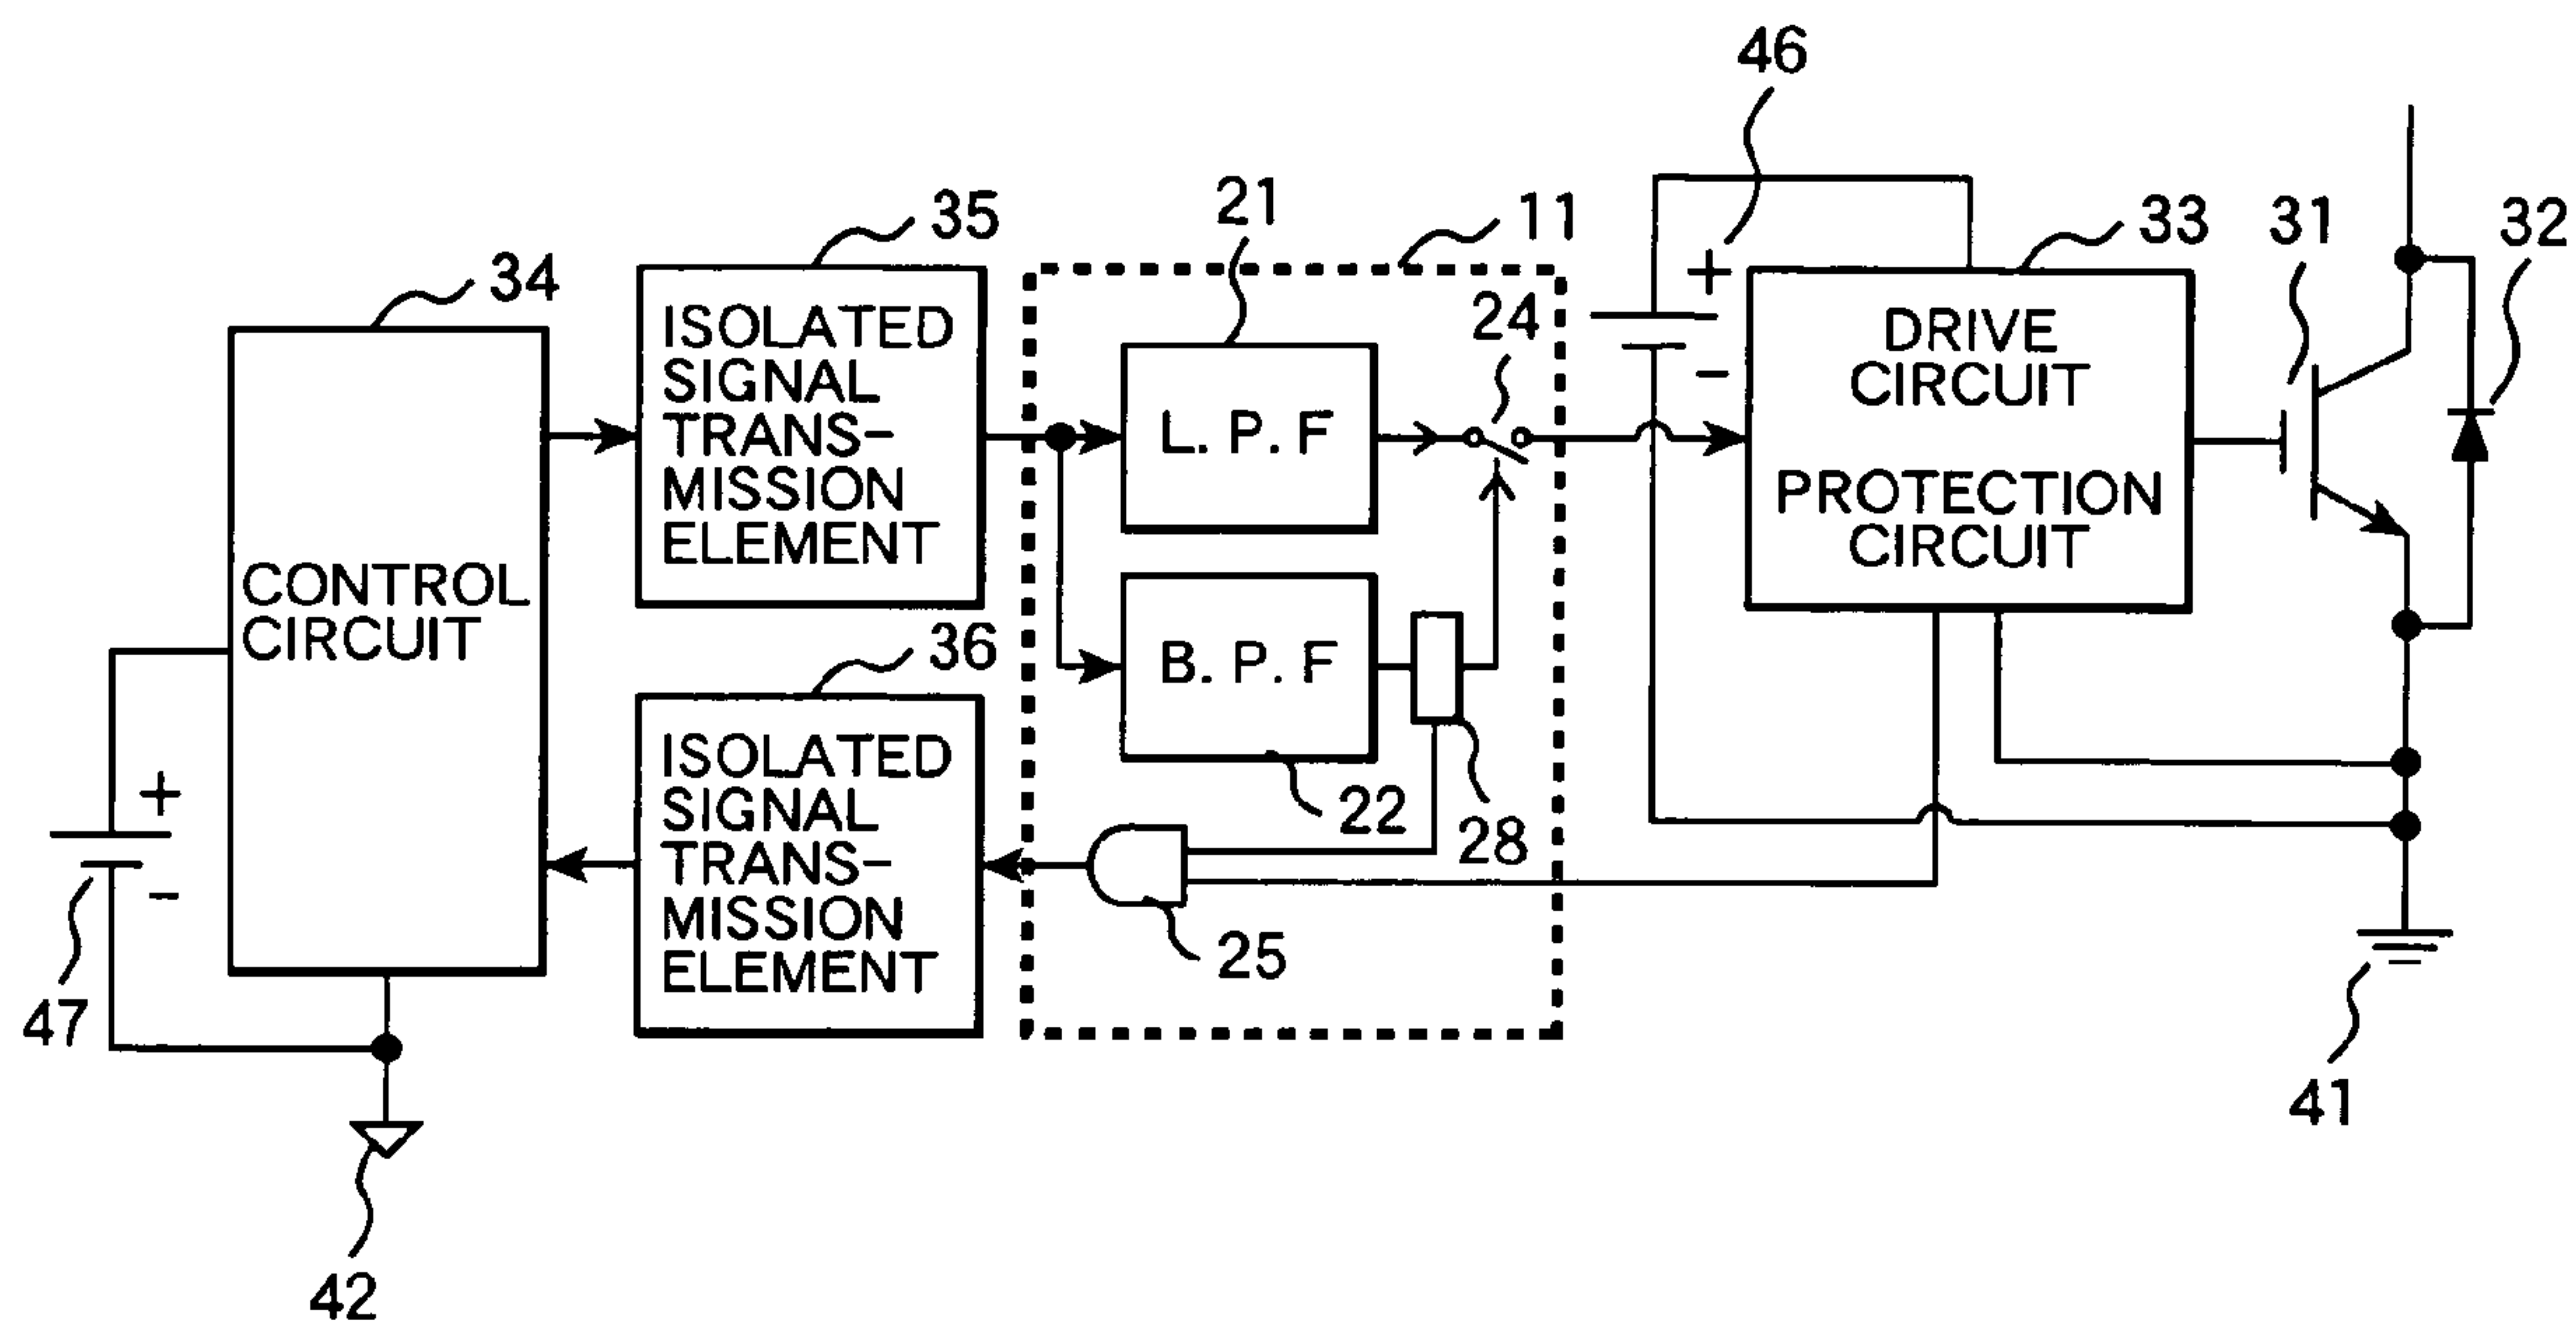 46
35
21
11
33
31
32
34
24
+
ISOLATED
SIGNAL
TRANS-
MISSION
ELEMENT
L. P. F
-
DRIVE
CIRCUIT
PROTECTION
CIRCUIT
CONTROL
CIRCUIT
36
B. P. F
22
28
ISOLATED
SIGNAL
TRANS-
MISSION
ELEMENT
+
-
25
47
41
42